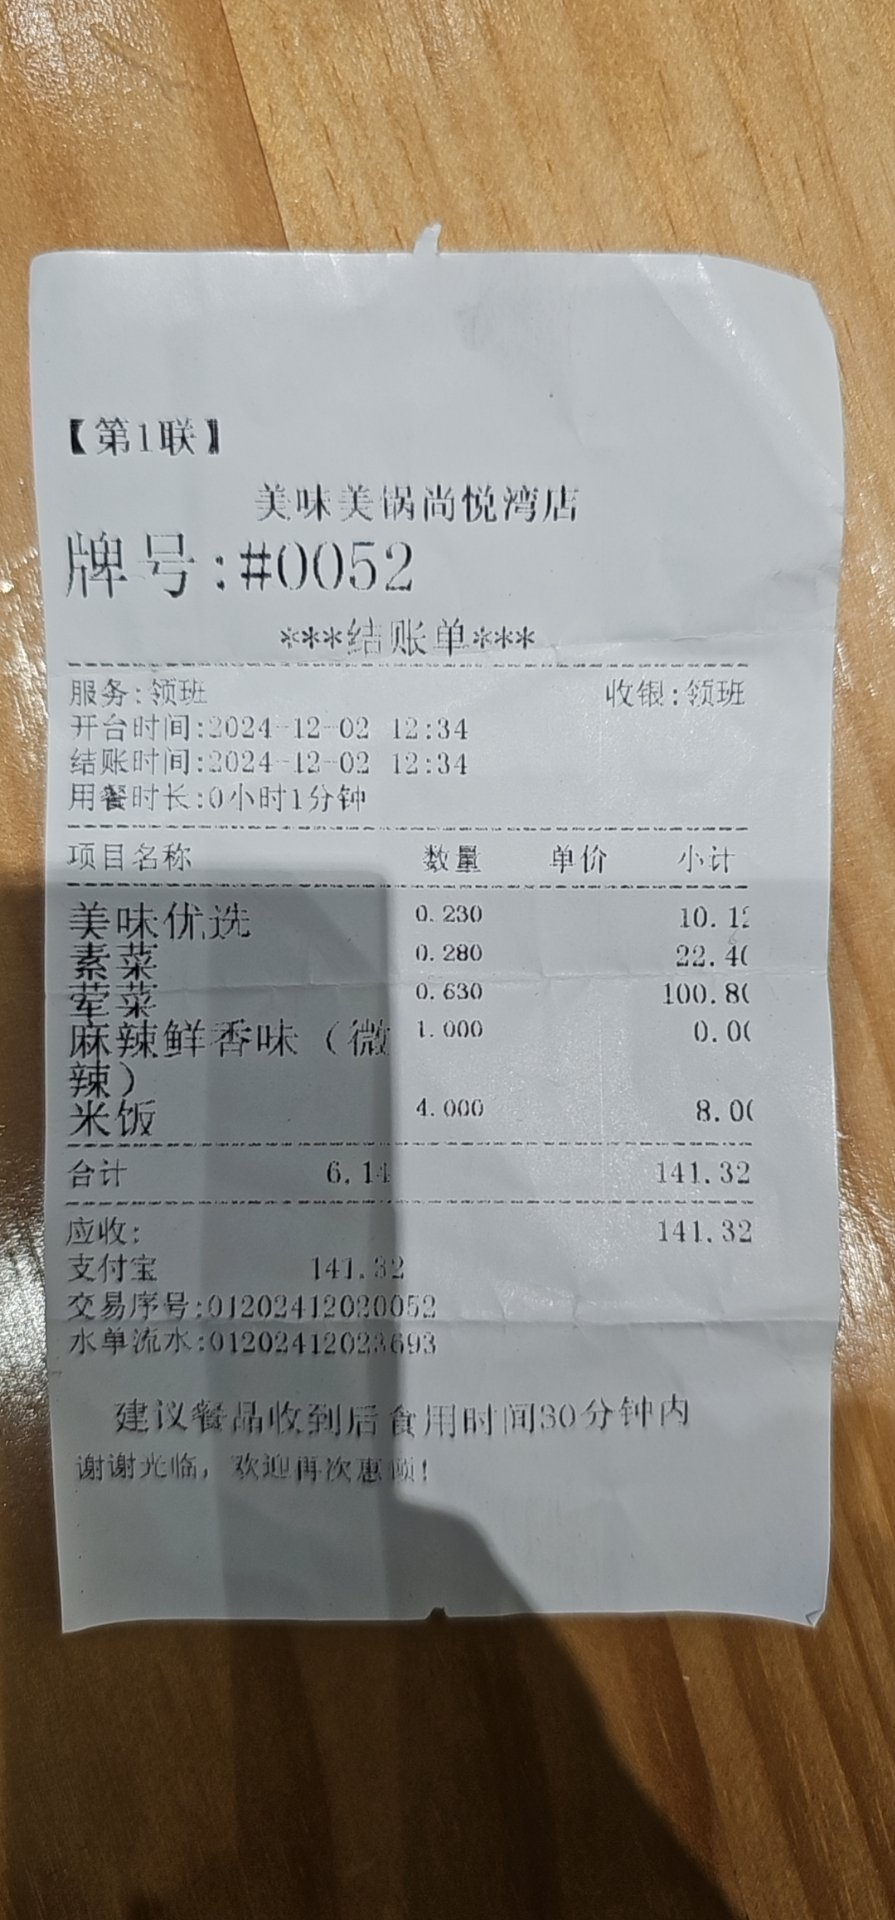 【第1联】
美味美锅尚悦湾店
牌号:#0052
***结账单***
服务:领班 收银:领班
开台时间:2024-12-02 12:34
结账时间:2024-12-02 12:34
用餐时长:0小时1分钟
项目名称 数量 单价 小计
美味优选 0.230 10.12
素菜 0.280 22.40
荤菜 0.630 100.80
麻辣鲜香味（微 1.000 0.00
辣）
米饭 4.000 8.00
合计 6.14 141.32
应收: 141.32
支付宝 141.32
交易序号:01202412020052
水单流水:01202412023693
建议餐品收到后食用时间30分钟内
谢谢光临，欢迎再次惠顾!